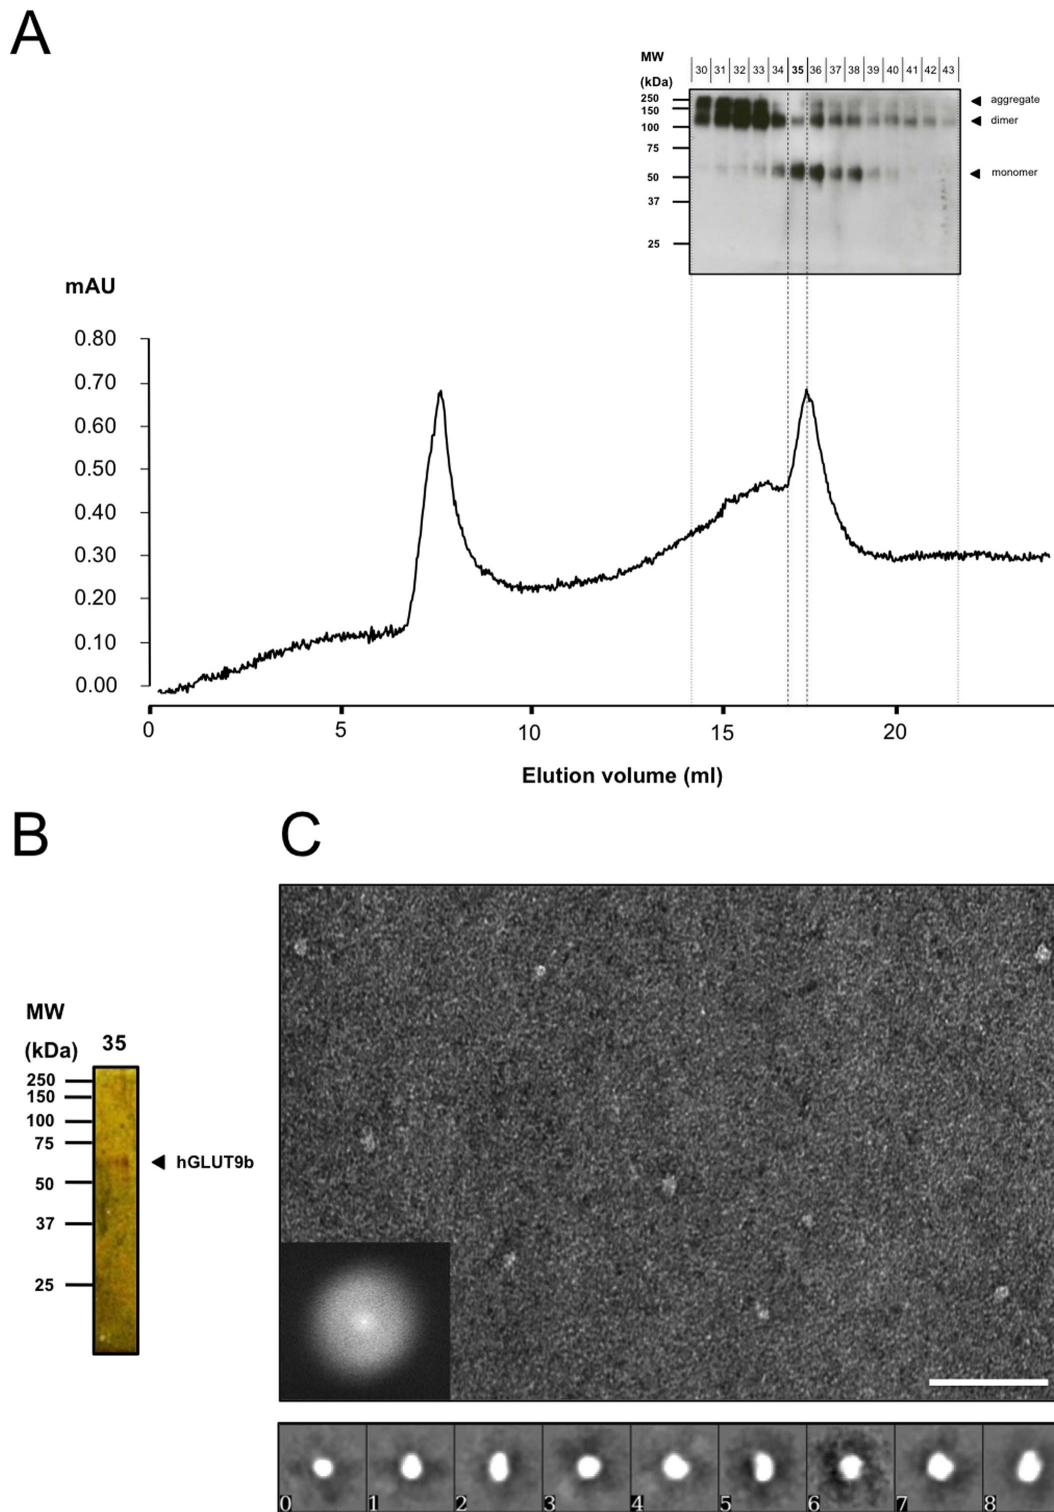 A
MW
(kDa)
30 31 32 33 34 35 36 37 38 39 40 41 42 43
250
150
100
75
50
37
25
aggregate
dimer
monomer
mAU
0.80
0.70
0.60
0.50
0.40
0.30
0.20
0.10
0.00
0 5 10 15 20
Elution volume (ml)
B
C
MW
(kDa)
35
250
150
100
75
50
37
25
hGLUT9b
0 1 2 3 4 5 6 7 8